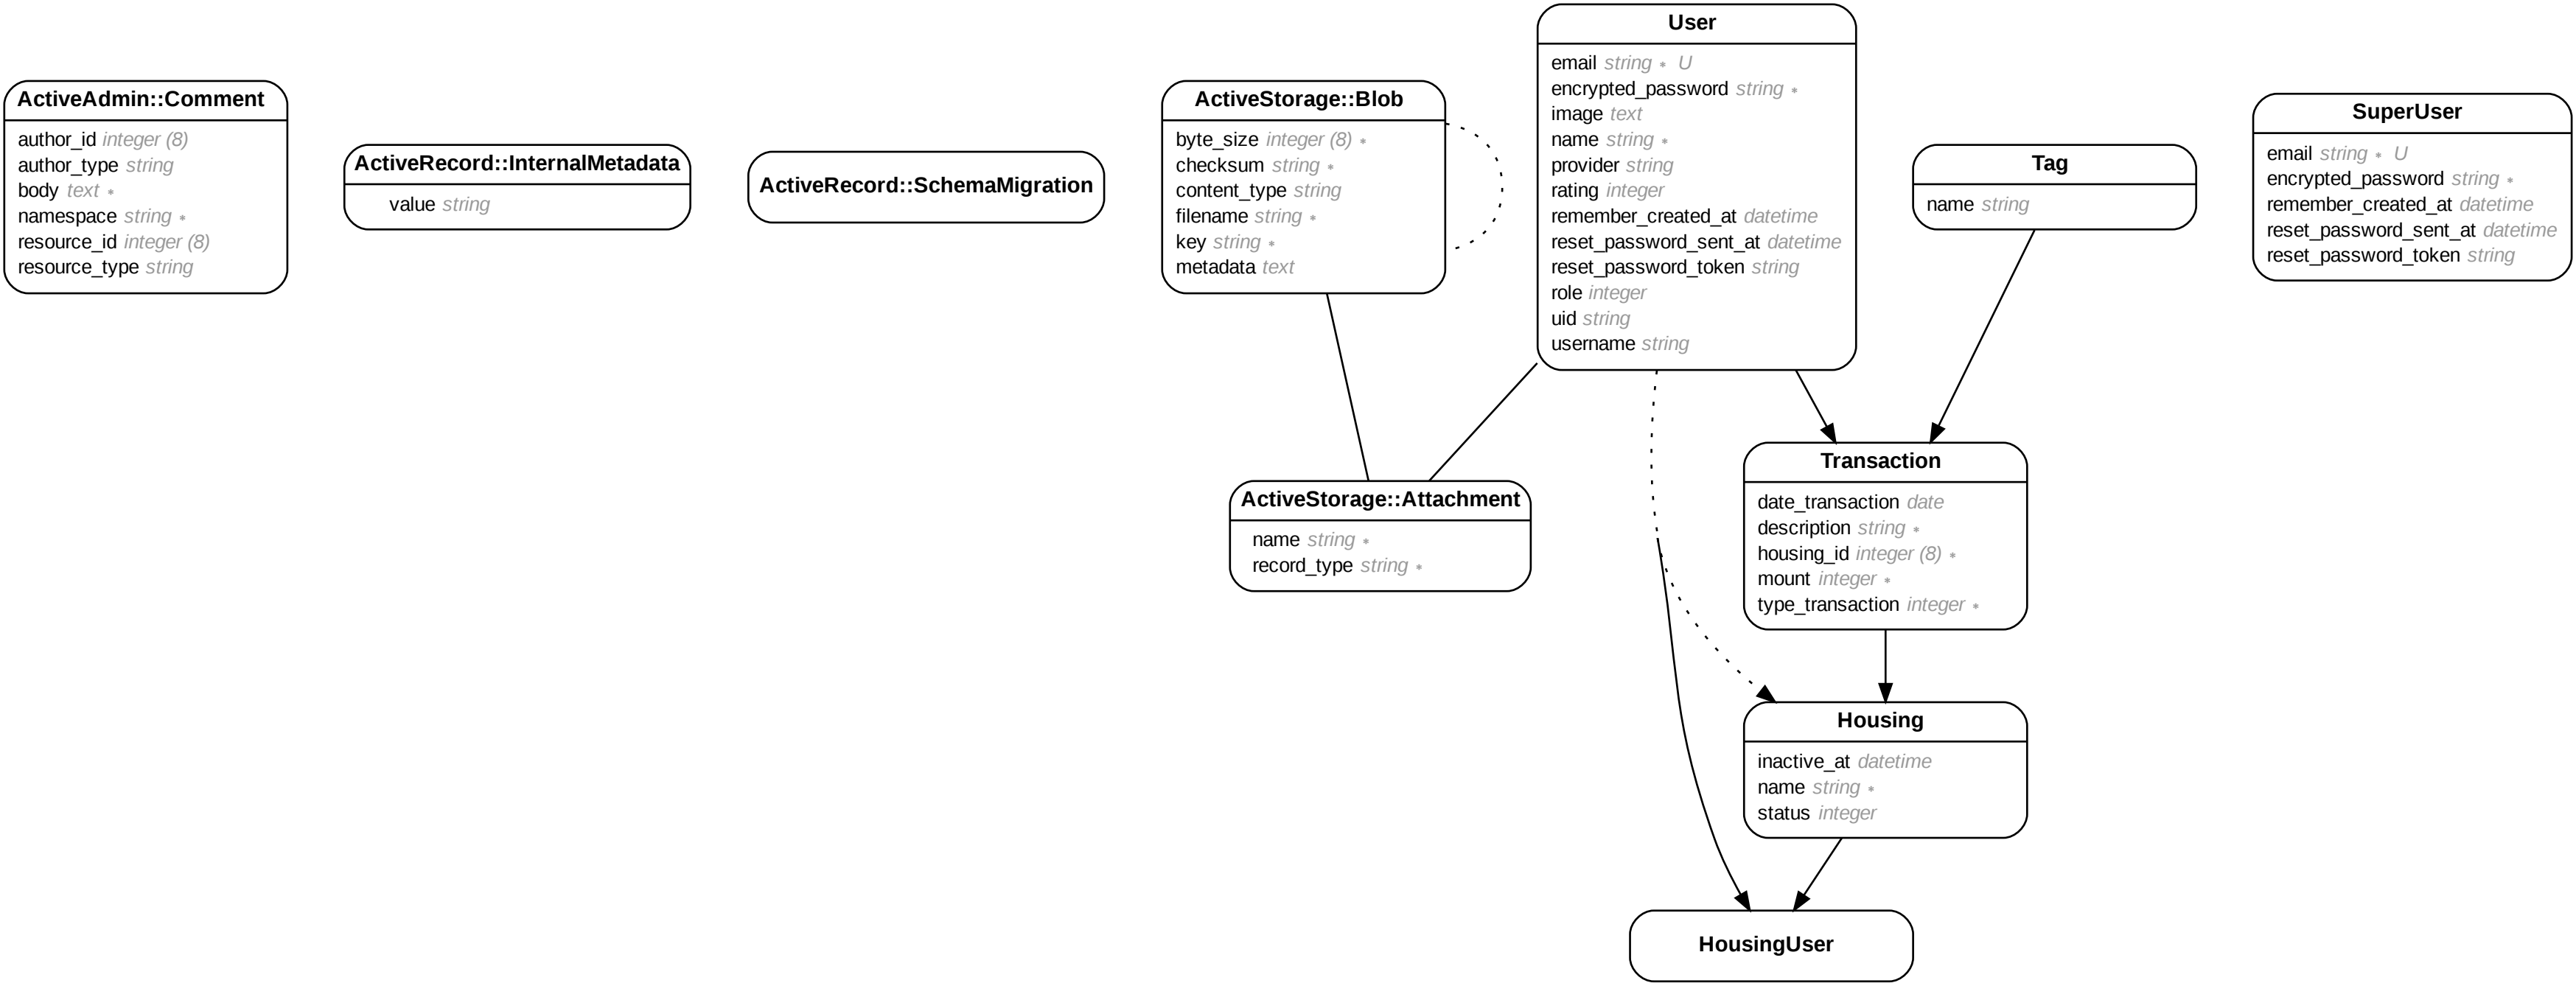 ActiveAdmin::Comment
author_id integer (8)
author_type string
body text *
namespace string *
resource_id integer (8)
resource_type string
ActiveRecord::InternalMetadata
value string
ActiveRecord::SchemaMigration
ActiveStorage::Blob
byte_size integer (8) *
checksum string *
content_type string
filename string *
key string *
metadata text
User
email string * U
encrypted_password string *
image text
name string *
provider string
rating integer
remember_created_at datetime
reset_password_sent_at datetime
reset_password_token string
role integer
uid string
username string
Tag
name string
SuperUser
email string * U
encrypted_password string *
remember_created_at datetime
reset_password_sent_at datetime
reset_password_token string
ActiveStorage::Attachment
name string *
record_type string *
Transaction
date_transaction date
description string *
housing_id integer (8) *
mount integer *
type_transaction integer *
Housing
inactive_at datetime
name string *
status integer
HousingUser